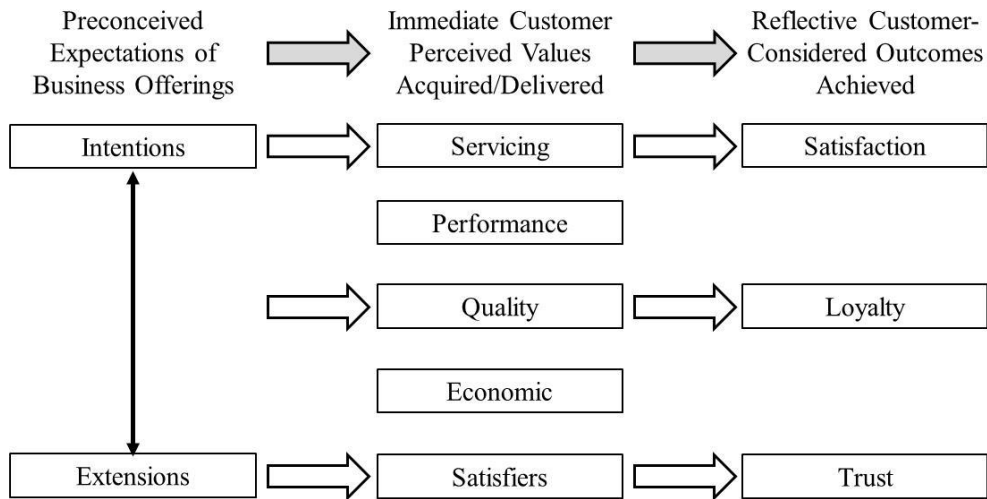 Preconceived
Expectations of
Business Offerings
Immediate Customer
Perceived Values
Acquired/Delivered
Reflective Customer-
Considered Outcomes
Achieved
Intentions
Servicing
Satisfaction
Performance
Quality
Loyalty
Economic
Extensions
Satisfiers
Trust